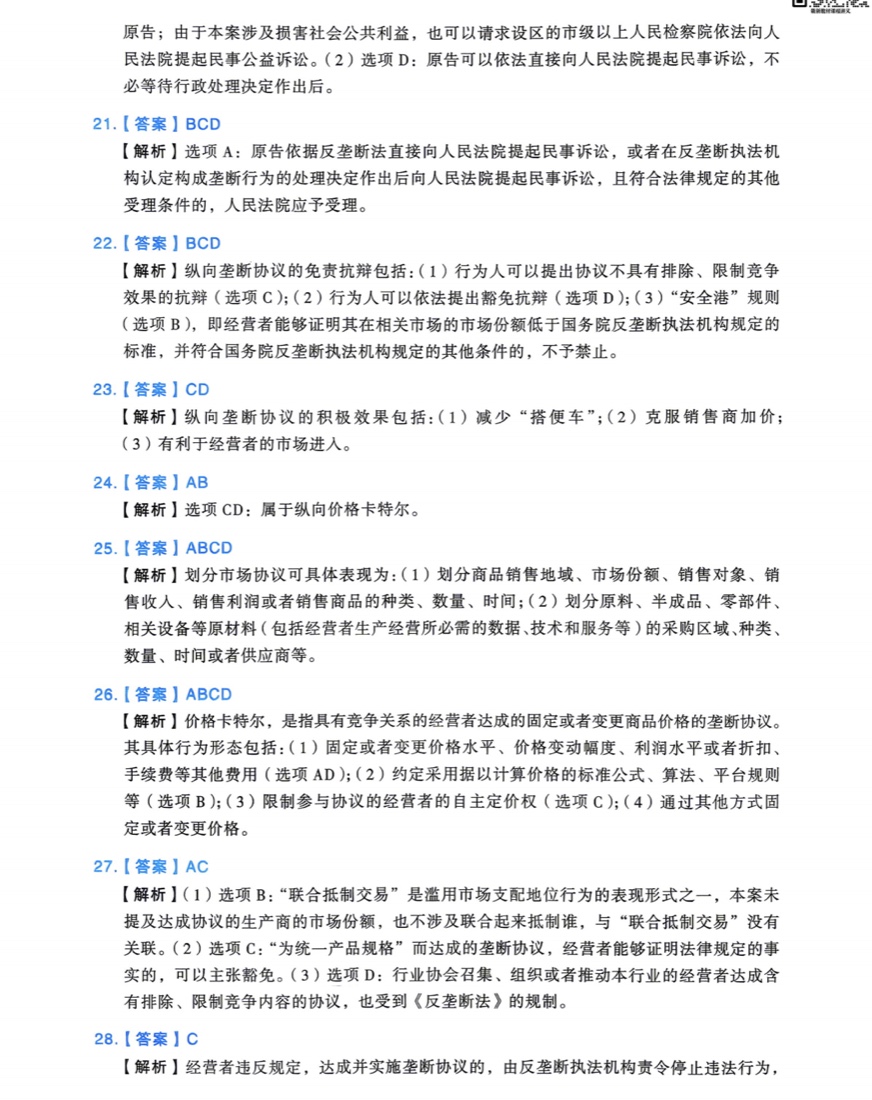 原告；由于本案涉及损害社会公共利益，也可以请求设区的市级以上人民检察院依法向人
民法院提起民事公益诉讼。（2）选项 D：原告可以依法直接向人民法院提起民事诉讼，不
必等待行政处理决定作出后。
21.【答案】BCD
【解析】选项 A：原告依据反垄断法直接向人民法院提起民事诉讼，或者在反垄断执法机
构认定构成垄断行为的处理决定作出后向人民法院提起民事诉讼，且符合法律规定的其他
受理条件的，人民法院应予受理。
22.【答案】BCD
【解析】纵向垄断协议的免责抗辩包括：（1）行为人可以提出协议不具有排除、限制竞争
效果的抗辩（选项 C）；（2）行为人可以依法提出豁免抗辩（选项 D）；（3）“安全港”规则
（选项 B），即经营者能够证明其在相关市场的市场份额低于国务院反垄断执法机构规定的
标准，并符合国务院反垄断执法机构规定的其他条件的，不予禁止。
23.【答案】CD
【解析】纵向垄断协议的积极效果包括：（1）减少“搭便车”；（2）克服销售商加价；
（3）有利于经营者的市场进入。
24.【答案】AB
【解析】选项 CD：属于纵向价格卡特尔。
25.【答案】ABCD
【解析】划分市场协议可具体表现为：（1）划分商品销售地域、市场份额、销售对象、销
售收入、销售利润或者销售商品的种类、数量、时间；（2）划分原料、半成品、零部件、
相关设备等原材料（包括经营者生产经营所必需的数据、技术和服务等）的采购区域、种类、
数量、时间或者供应商等。
26.【答案】ABCD
【解析】价格卡特尔，是指具有竞争关系的经营者达成的固定或者变更商品价格的垄断协议。
其具体行为形态包括：（1）固定或者变更价格水平、价格变动幅度、利润水平或者折扣、
手续费等其他费用（选项 AD）；（2）约定采用据以计算价格的标准公式、算法、平台规则
等（选项 B）；（3）限制参与协议的经营者的自主定价权（选项 C）；（4）通过其他方式固
定或者变更价格。
27.【答案】AC
【解析】（1）选项 B：“联合抵制交易”是滥用市场支配地位行为的表现形式之一，本案未
提及达成协议的生产商的市场份额，也不涉及联合起来抵制谁，与“联合抵制交易”没有
关联。（2）选项 C：“为统一产品规格”而达成的垄断协议，经营者能够证明法律规定的事
实的，可以主张豁免。（3）选项 D：行业协会召集、组织或者推动本行业的经营者达成含
有排除、限制竞争内容的协议，也受到《反垄断法》的规制。
28.【答案】C
【解析】经营者违反规定，达成并实施垄断协议的，由反垄断执法机构责令停止违法行为，